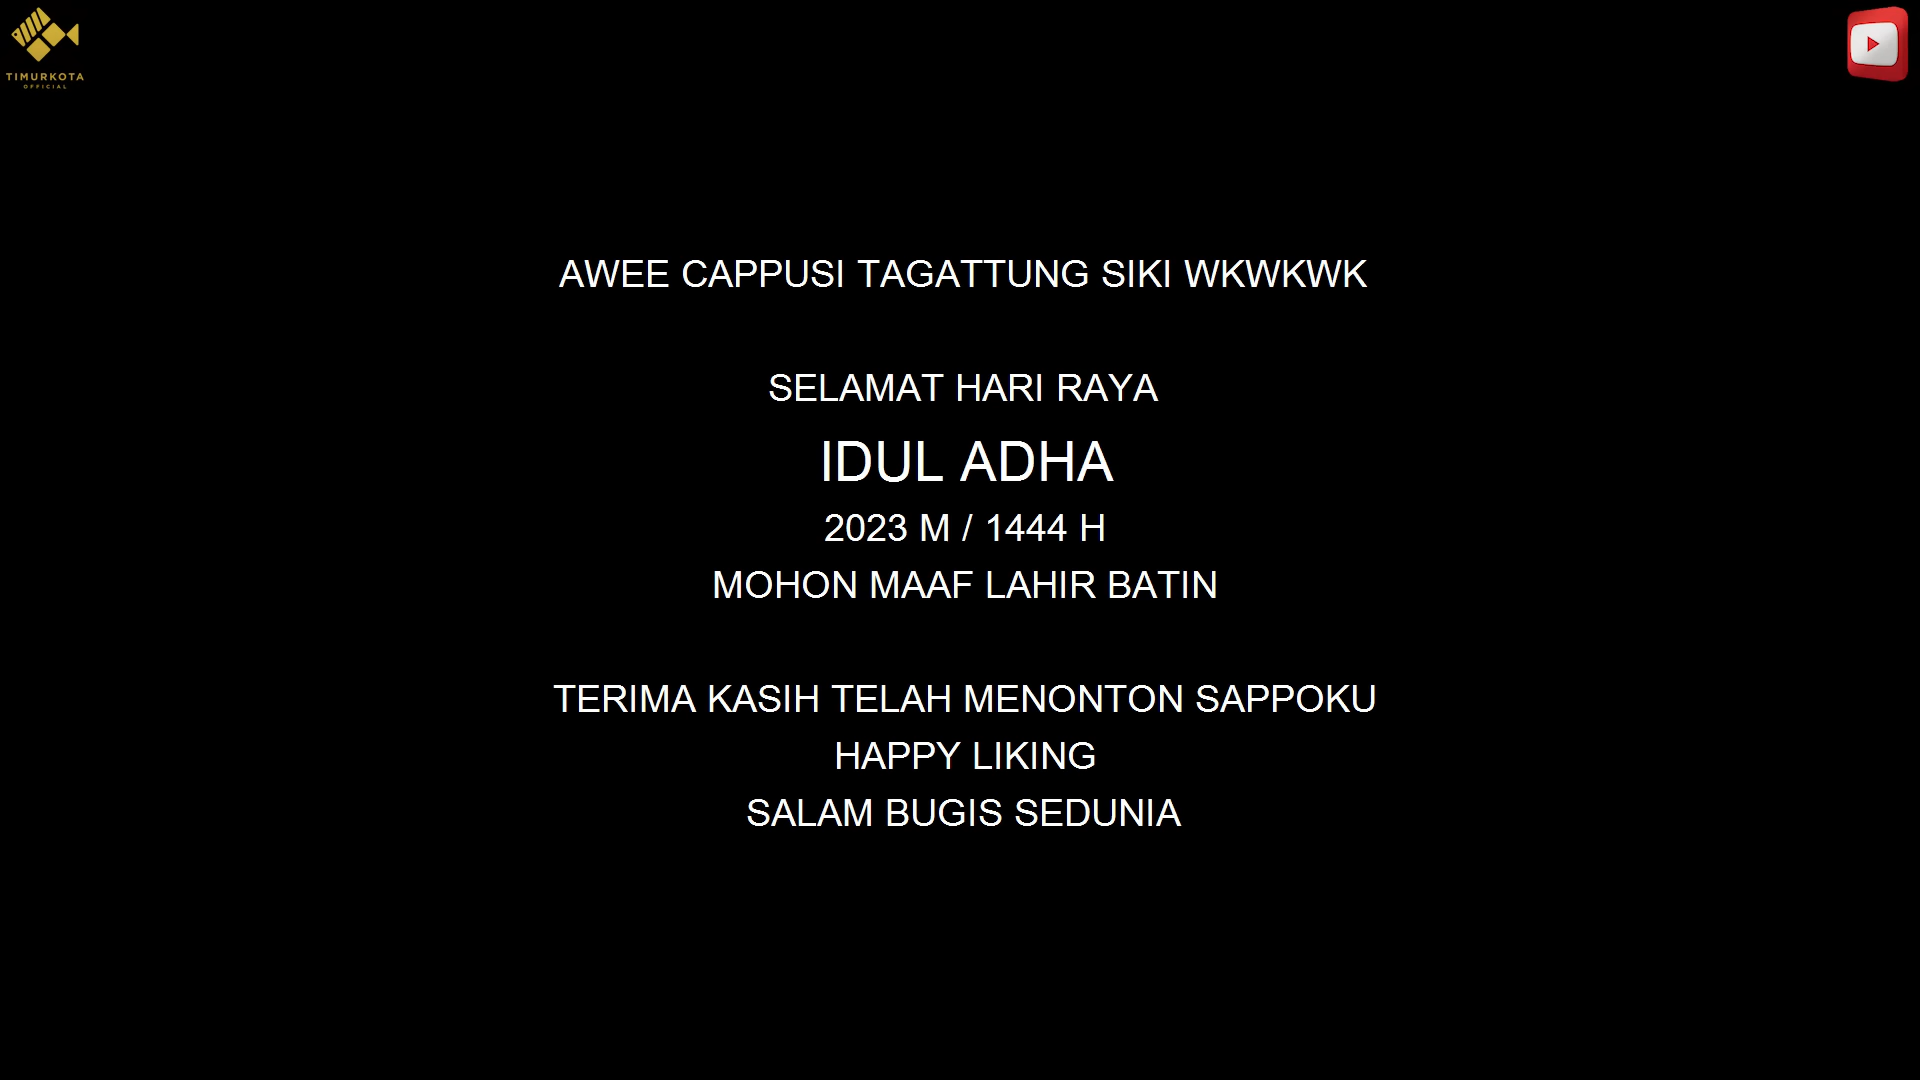 TIMURKOTA
OFFICIAL
AWEE CAPPUSI TAGATTUNG SIKI WKWKWK
SELAMAT HARI RAYA
IDUL ADHA
2023 M / 1444 H
MOHON MAAF LAHIR BATIN
TERIMA KASIH TELAH MENONTON SAPPOKU
HAPPY LIKING
SALAM BUGIS SEDUNIA